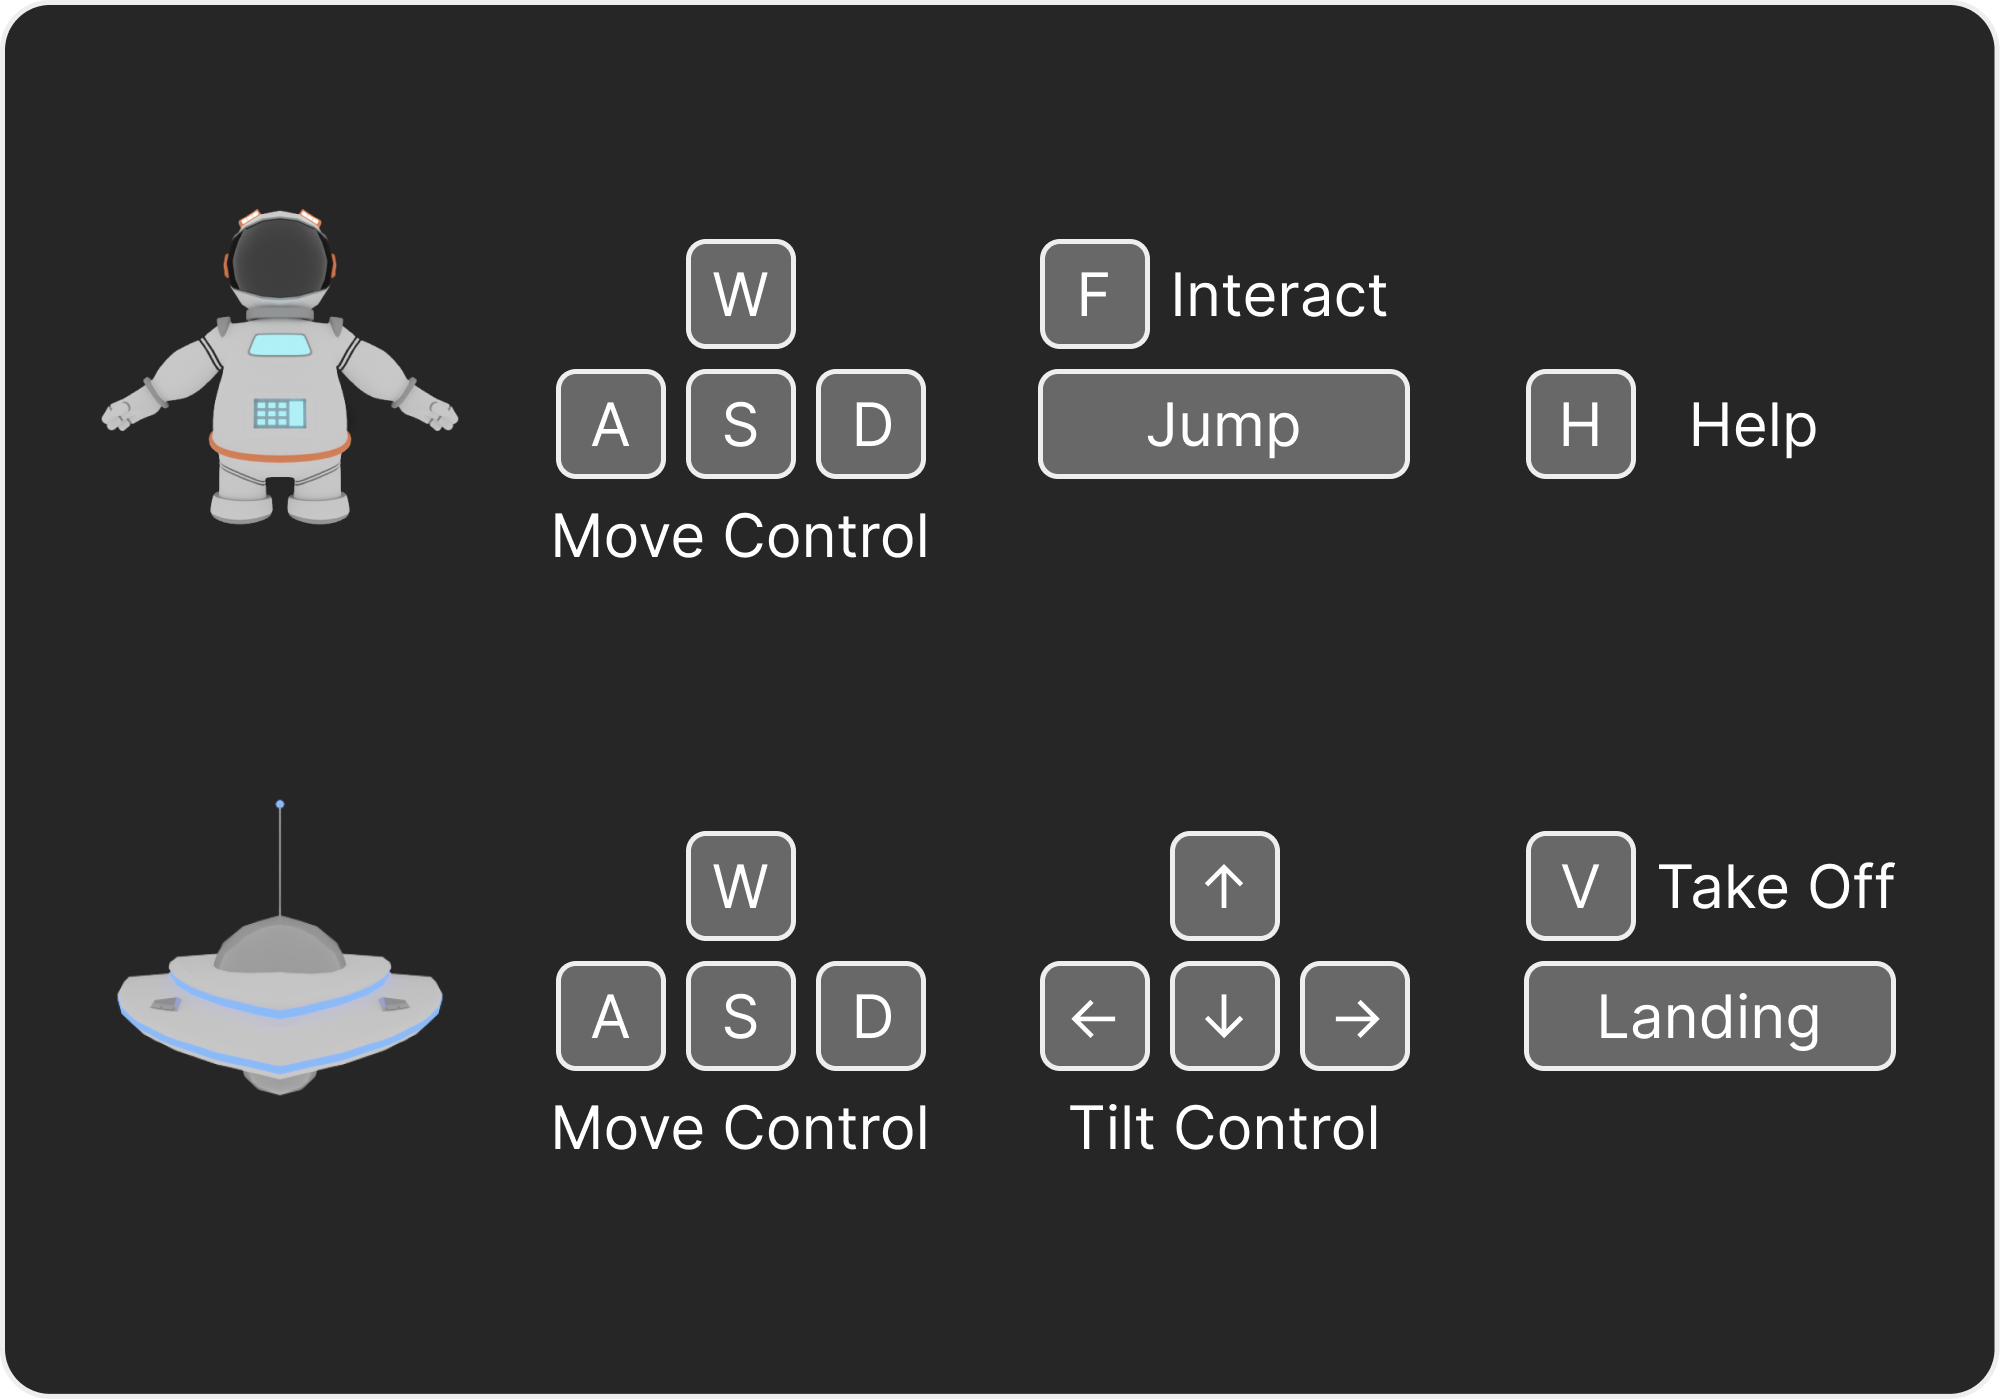 W
F Interact
A S D
Jump
H Help
Move Control
W
↑
V Take Off
A S D
← ↓ →
Landing
Move Control
Tilt Control